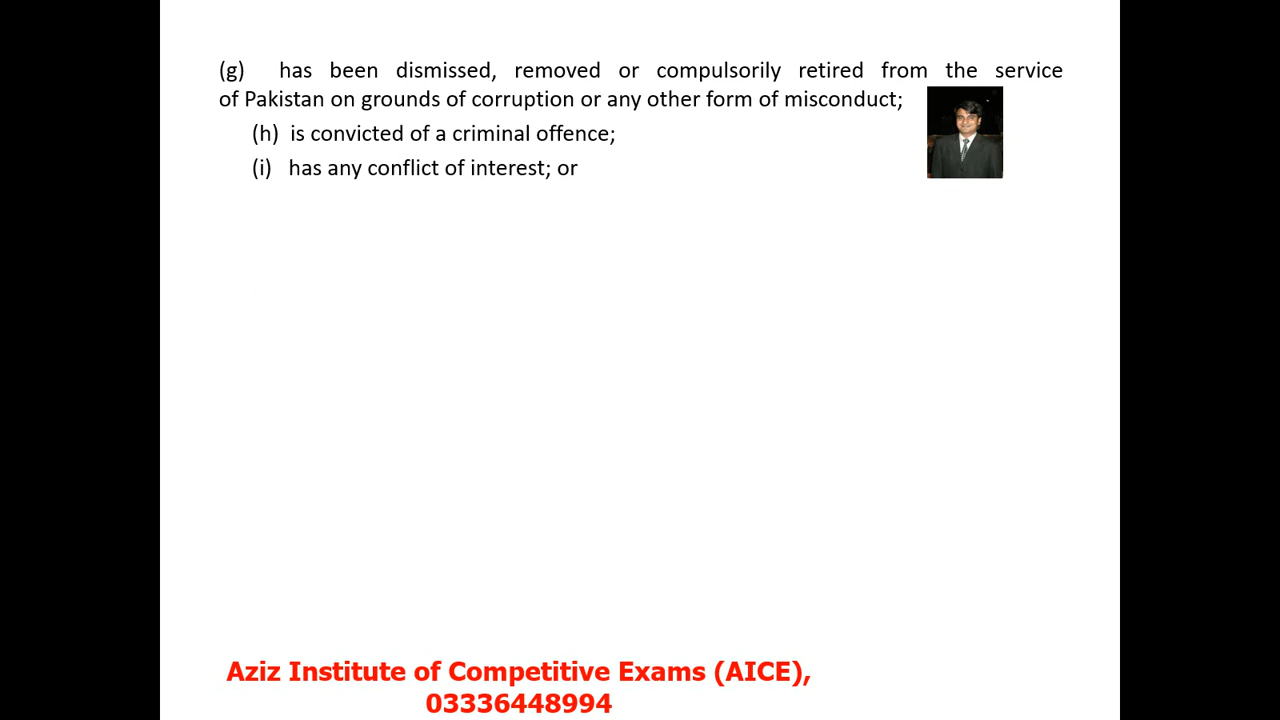 (g) has been dismissed, removed or compulsorily retired from the service
of Pakistan on grounds of corruption or any other form of misconduct;
(h) is convicted of a criminal offence;
(i) has any conflict of interest; or
Aziz Institute of Competitive Exams (AICE),
03336448994